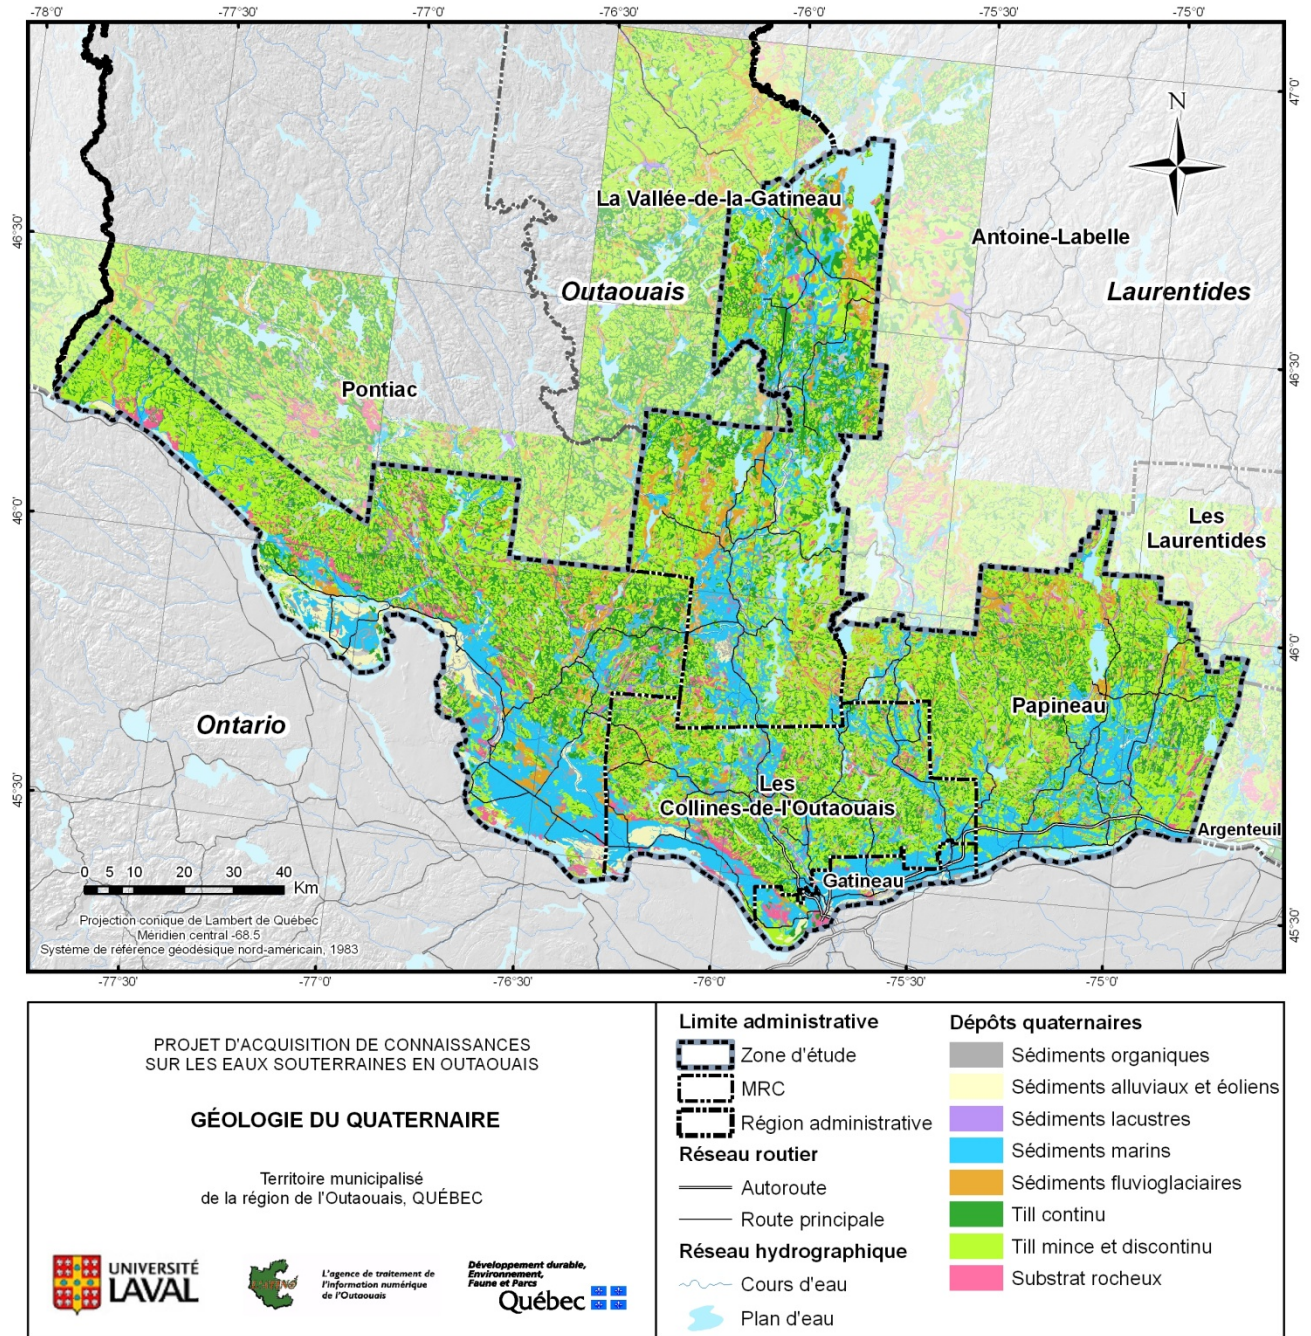 -78°0'
-77°30'
-77°0'
-76°30'
-76°0'
-75°30'
-75°0'
47°0'
N
46°30'
La Vallée-de-la-Gatineau
Antoine-Labelle
Outaouais
Laurentides
Pontiac
46°30'
46°0'
Les
Laurentides
46°0'
Ontario
Papineau
45°30'
Les
Collines-de-l'Outaouais
Argenteuil
Gatineau
0 5 10 20 30 40
Km
Projection conique de Lambert de Québec
Méridien central -68.5
Système de référence géodésique nord-américain, 1983
45°30'
-77°30'
-77°0'
-76°30'
-76°0'
-75°30'
-75°0'
PROJET D'ACQUISITION DE CONNAISSANCES
SUR LES EAUX SOUTERRAINES EN OUTAOUAIS
GÉOLOGIE DU QUATERNAIRE
Territoire municipalisé
de la région de l'Outaouais, QUÉBEC
UNIVERSITÉ
LAVAL
L'agence de traitement de
l'information numérique
de l'Outaouais
Développement durable,
Environnement,
Faune et Parcs
Québec
Limite administrative
Zone d'étude
MRC
Région administrative
Réseau routier
Autoroute
Route principale
Réseau hydrographique
Cours d'eau
Plan d'eau
Dépôts quaternaires
Sédiments organiques
Sédiments alluviaux et éoliens
Sédiments lacustres
Sédiments marins
Sédiments fluvioglaciaires
Till continu
Till mince et discontinu
Substrat rocheux